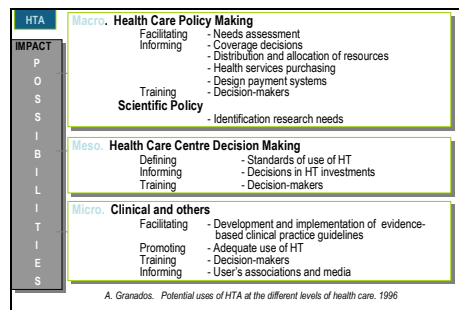 HTA
IMPACT
P
O
S
S
I
B
I
L
I
T
I
E
S
Macro. Health Care Policy Making
Facilitating - Needs assessment
Informing - Coverage decisions
- Distribution and allocation of resources
- Health services purchasing
- Design payment systems
Training - Decision-makers
Scientific Policy
- Identification research needs
Meso. Health Care Centre Decision Making
Defining - Standards of use of HT
Informing - Decisions in HT investments
Training - Decision-makers
Micro. Clinical and others
Facilitating - Development and implementation of evidence-
based clinical practice guidelines
Promoting - Adequate use of HT
Training - Decision-makers
Informing - User's associations and media
A. Granados. Potential uses of HTA at the different levels of health care. 1996